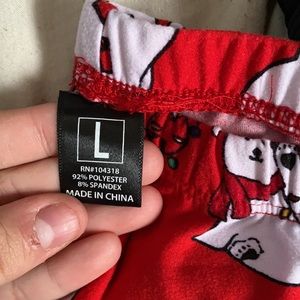 L
RN#104318
92% POLYESTER
8% SPANDEX
MADE IN CHINA